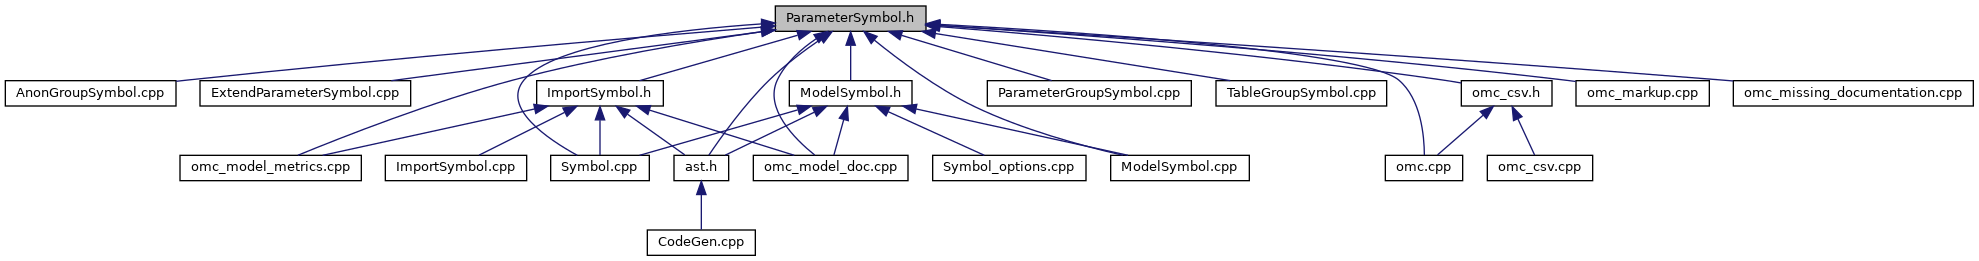 ParameterSymbol.h
AnonGroupSymbol.cpp
ExtendParameterSymbol.cpp
ImportSymbol.h
ModelSymbol.h
ParameterGroupSymbol.cpp
TableGroupSymbol.cpp
omc_csv.h
omc_markup.cpp
omc_missing_documentation.cpp
omc_model_metrics.cpp
ImportSymbol.cpp
Symbol.cpp
ast.h
omc_model_doc.cpp
Symbol_options.cpp
ModelSymbol.cpp
omc.cpp
omc_csv.cpp
CodeGen.cpp